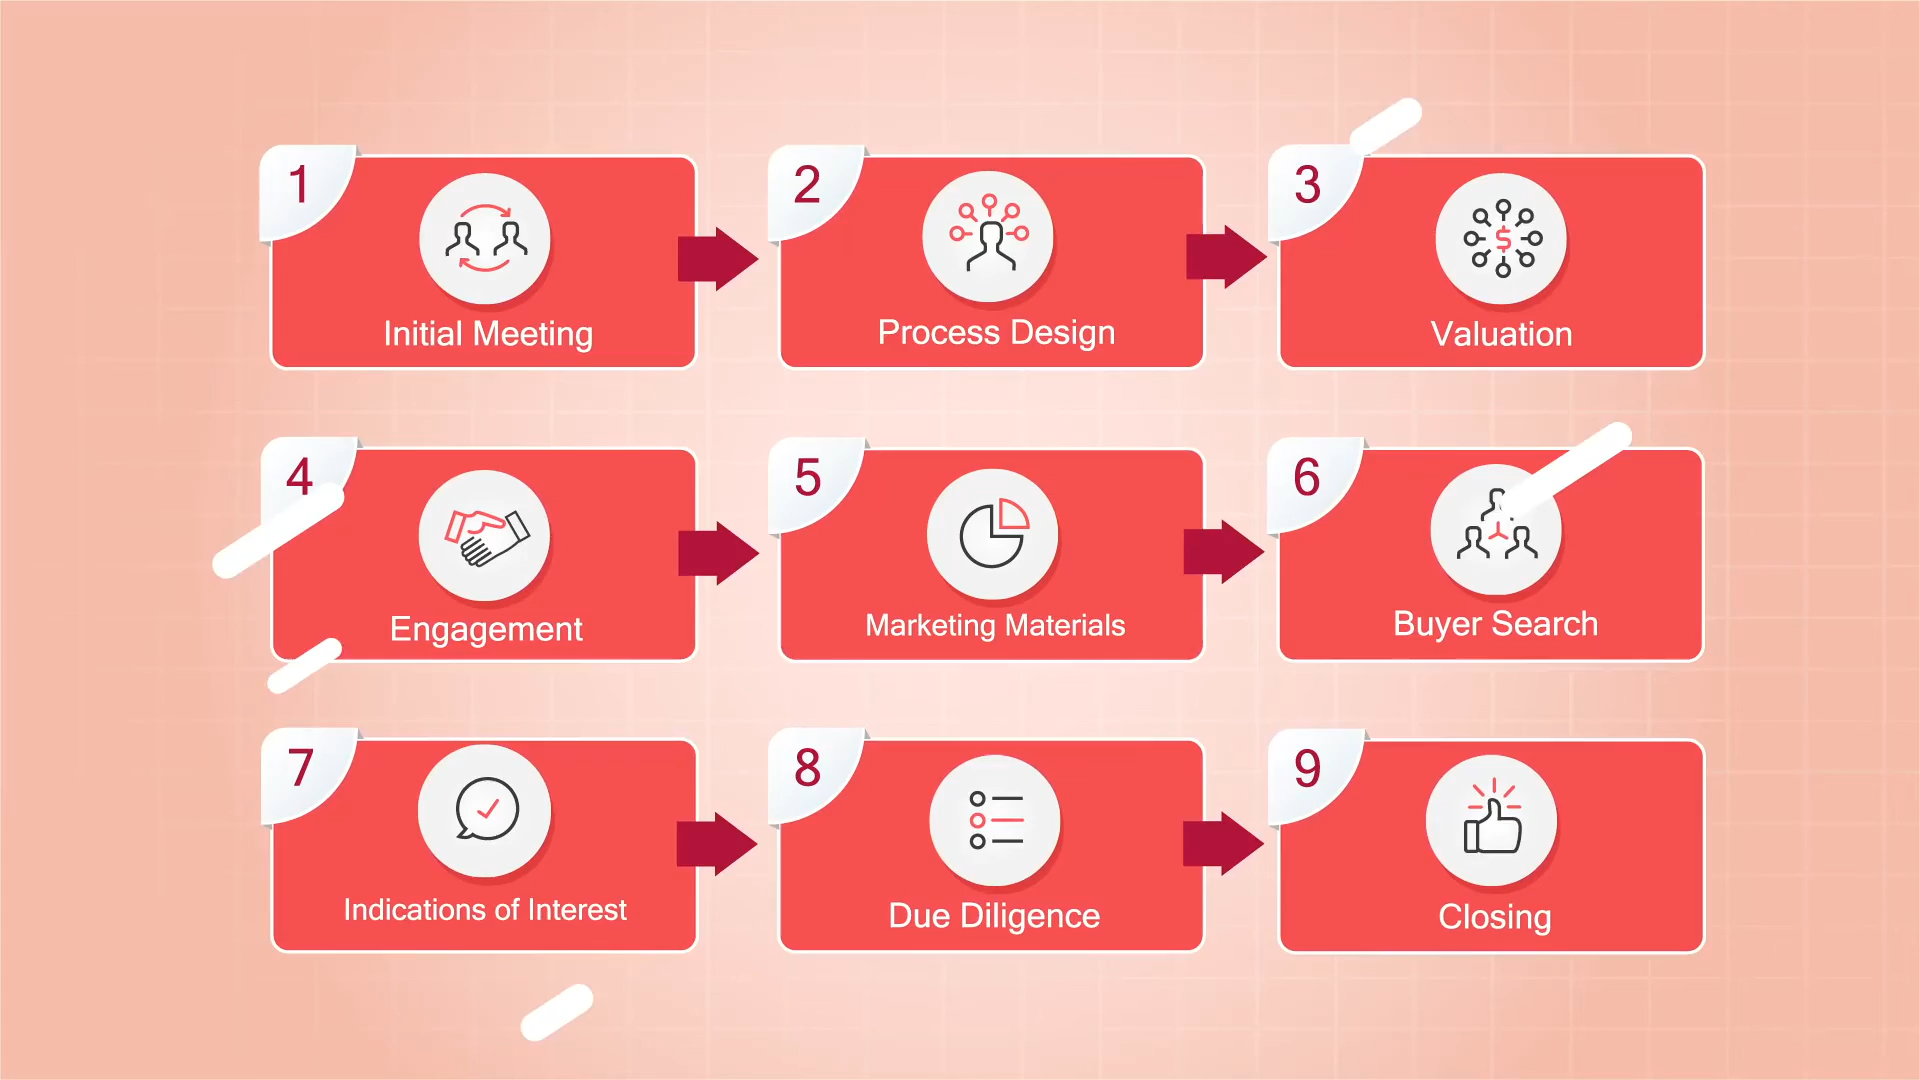 1
Initial Meeting
2
Process Design
3
$
Valuation
4
Engagement
5
Marketing Materials
6
Buyer Search
7
Indications of Interest
8
Due Diligence
9
Closing